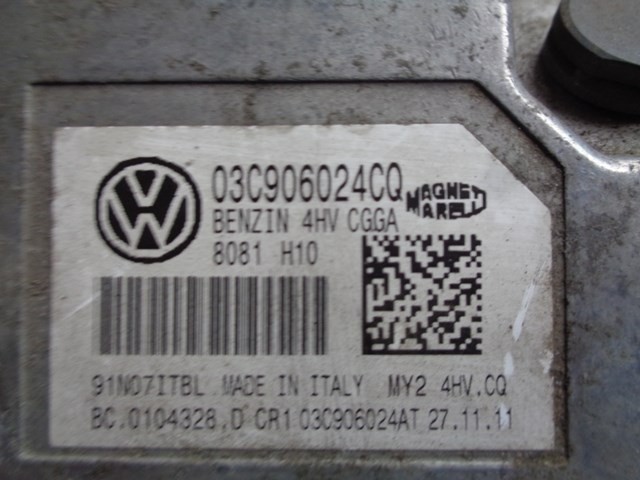 03C906024CQ
MAGNETI
MARELLI
BENZIN 4HV CGGA
8081 H10
91N07ITBL MADE IN ITALY MY2 4HV.CQ
BC.0104328.D CR1 03C906024AT 27.11.11